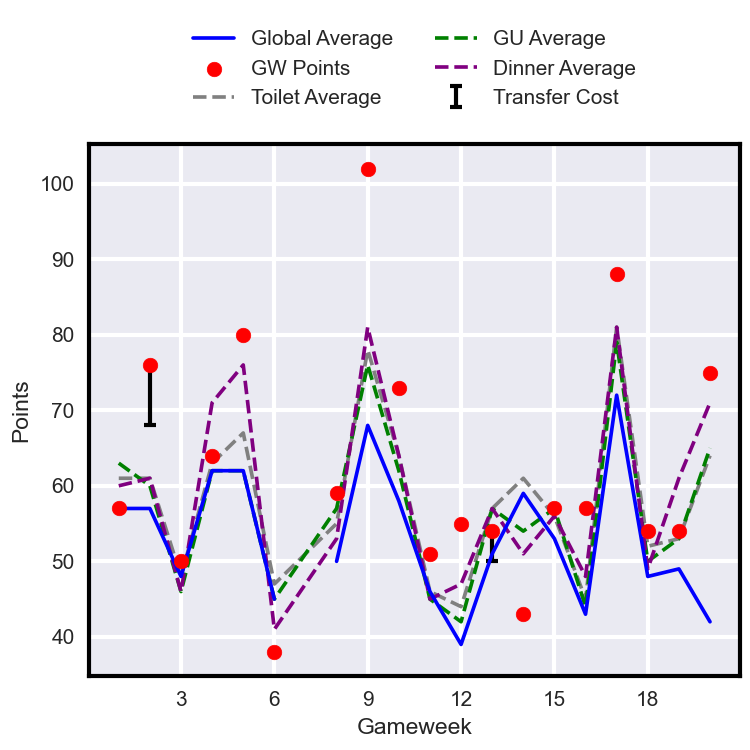 Global Average
GW Points
Toilet Average
GU Average
Dinner Average
Transfer Cost
100
90
80
70
60
50
40
Points
3 6 9 12 15 18
Gameweek